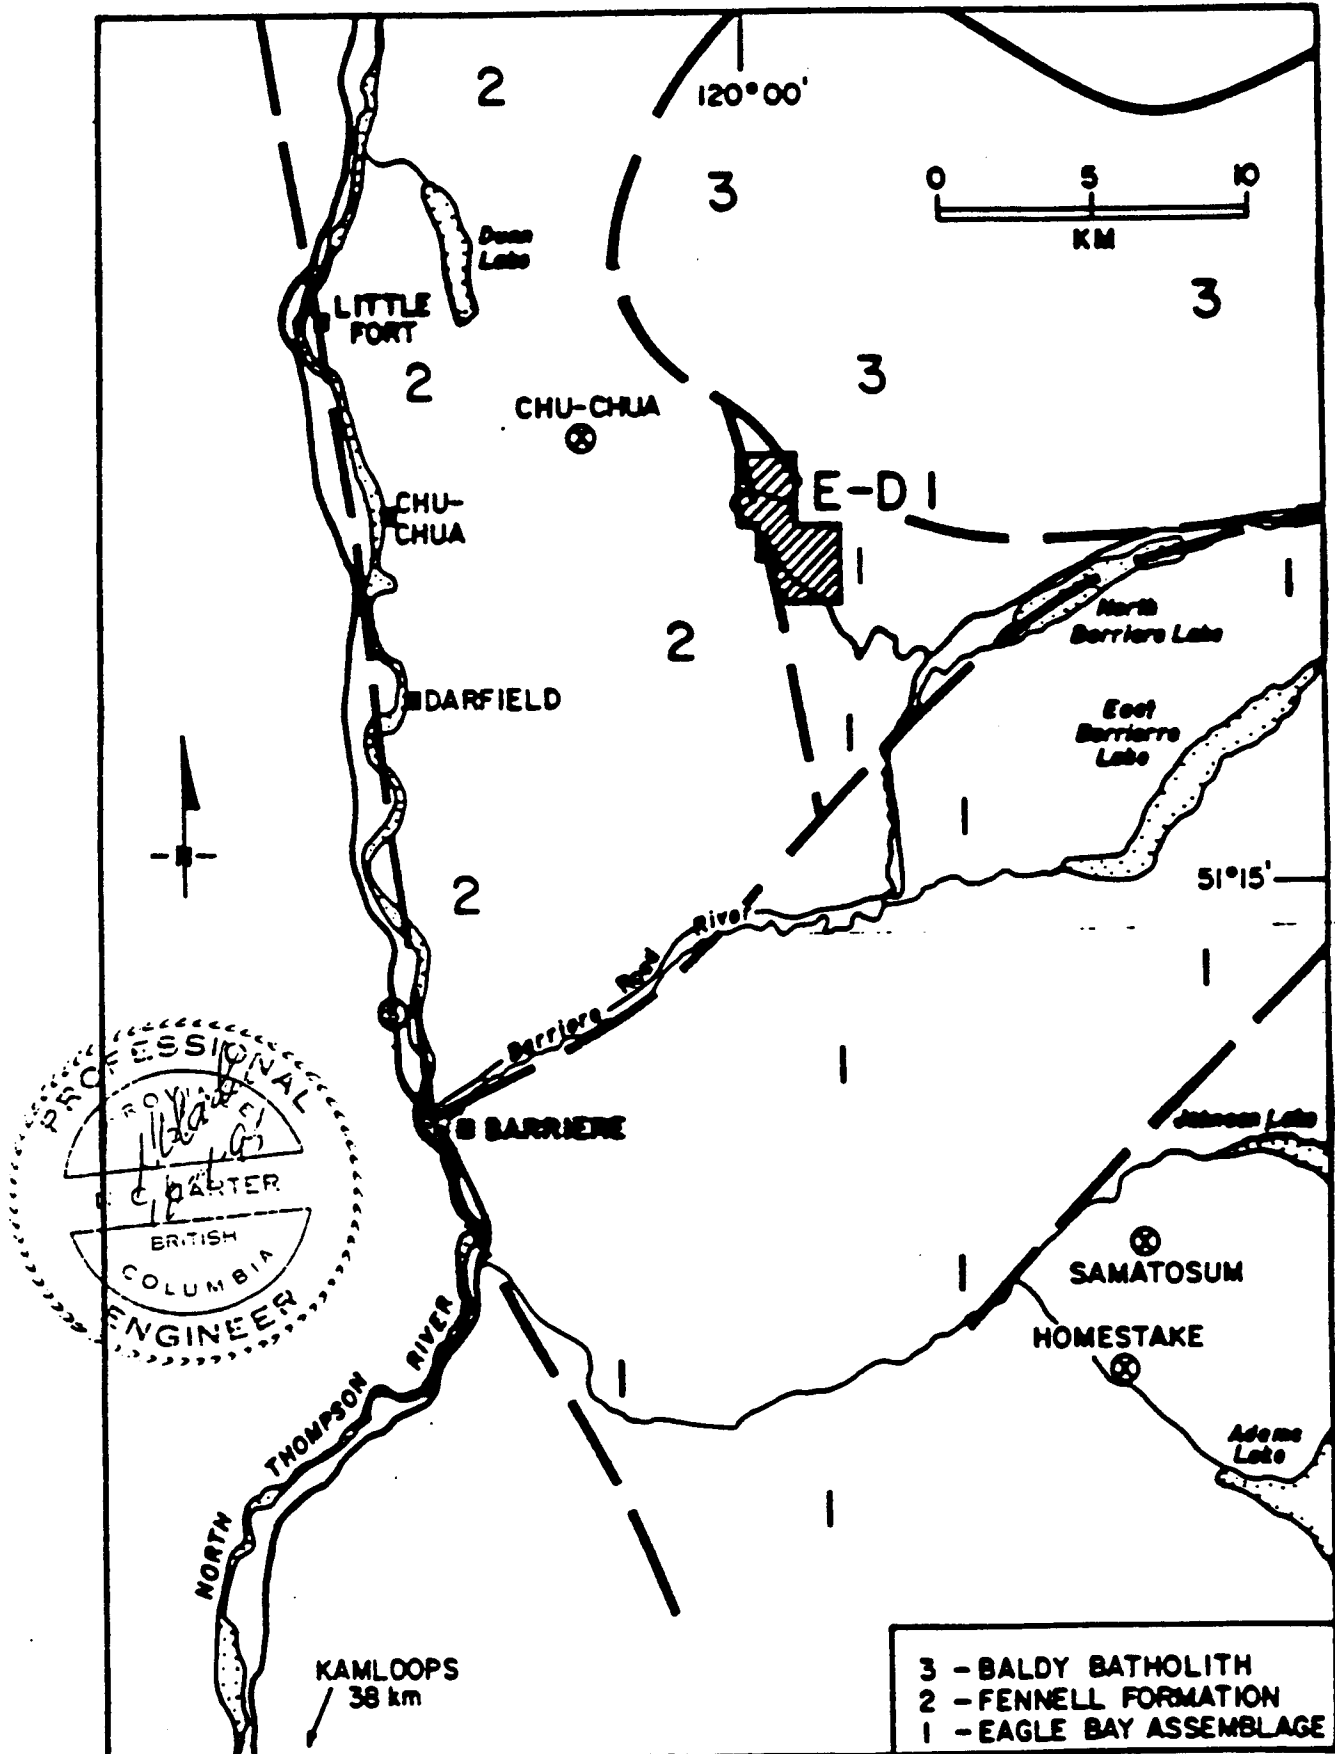 2
120°00'
3
0 5 10
KM
Dunn
Lake
3
LITTLE
FORT
2
3
CHU-CHUA
E-D 1
CHU-
CHUA
1
1
North
Barriere Lake
2
DARFIELD
East
Barrierre
Lake
1
1
51°15'
2
River
Road
Barriere
1
1
BARRIERE
Johnson Lake
PROFESSIONAL
CARTER
BRITISH
COLUMBIA
ENGINEER
1
SAMATOSUM
HOMESTAKE
1
NORTH THOMPSON RIVER
Adams
Lake
1
KAMLOOPS
38 km
3 - BALDY BATHOLITH
2 - FENNELL FORMATION
1 - EAGLE BAY ASSEMBLAGE